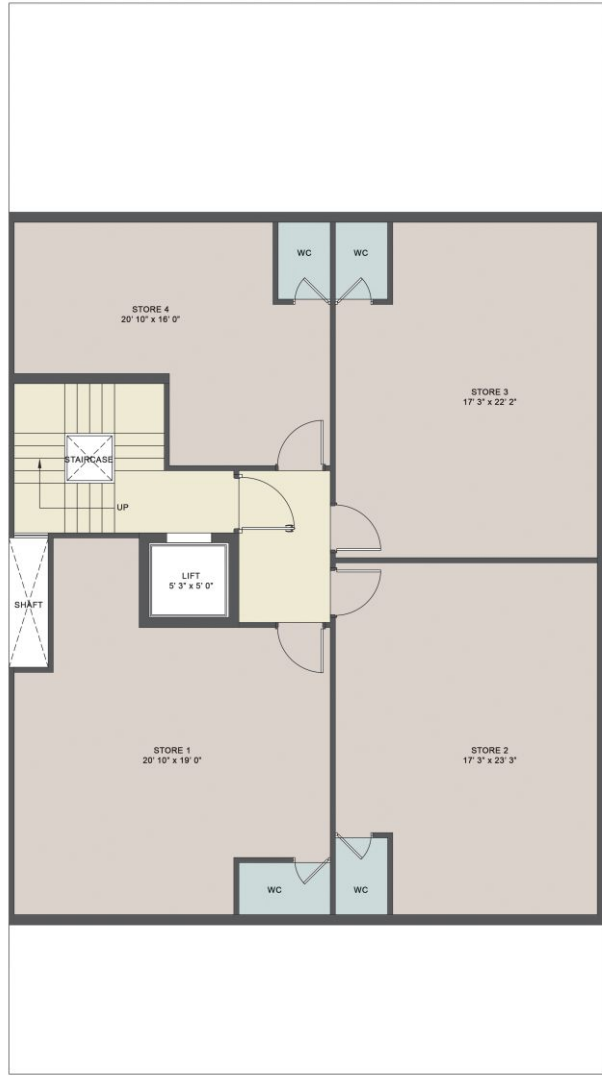 WC
WC
STORE 4
20' 10" x 16' 0"
STORE 3
17' 3" x 22' 2"
STAIRCASE
UP
LIFT
5' 3" x 5' 0"
SHAFT
STORE 1
20' 10" x 19' 0"
STORE 2
17' 3" x 23' 3"
WC
WC